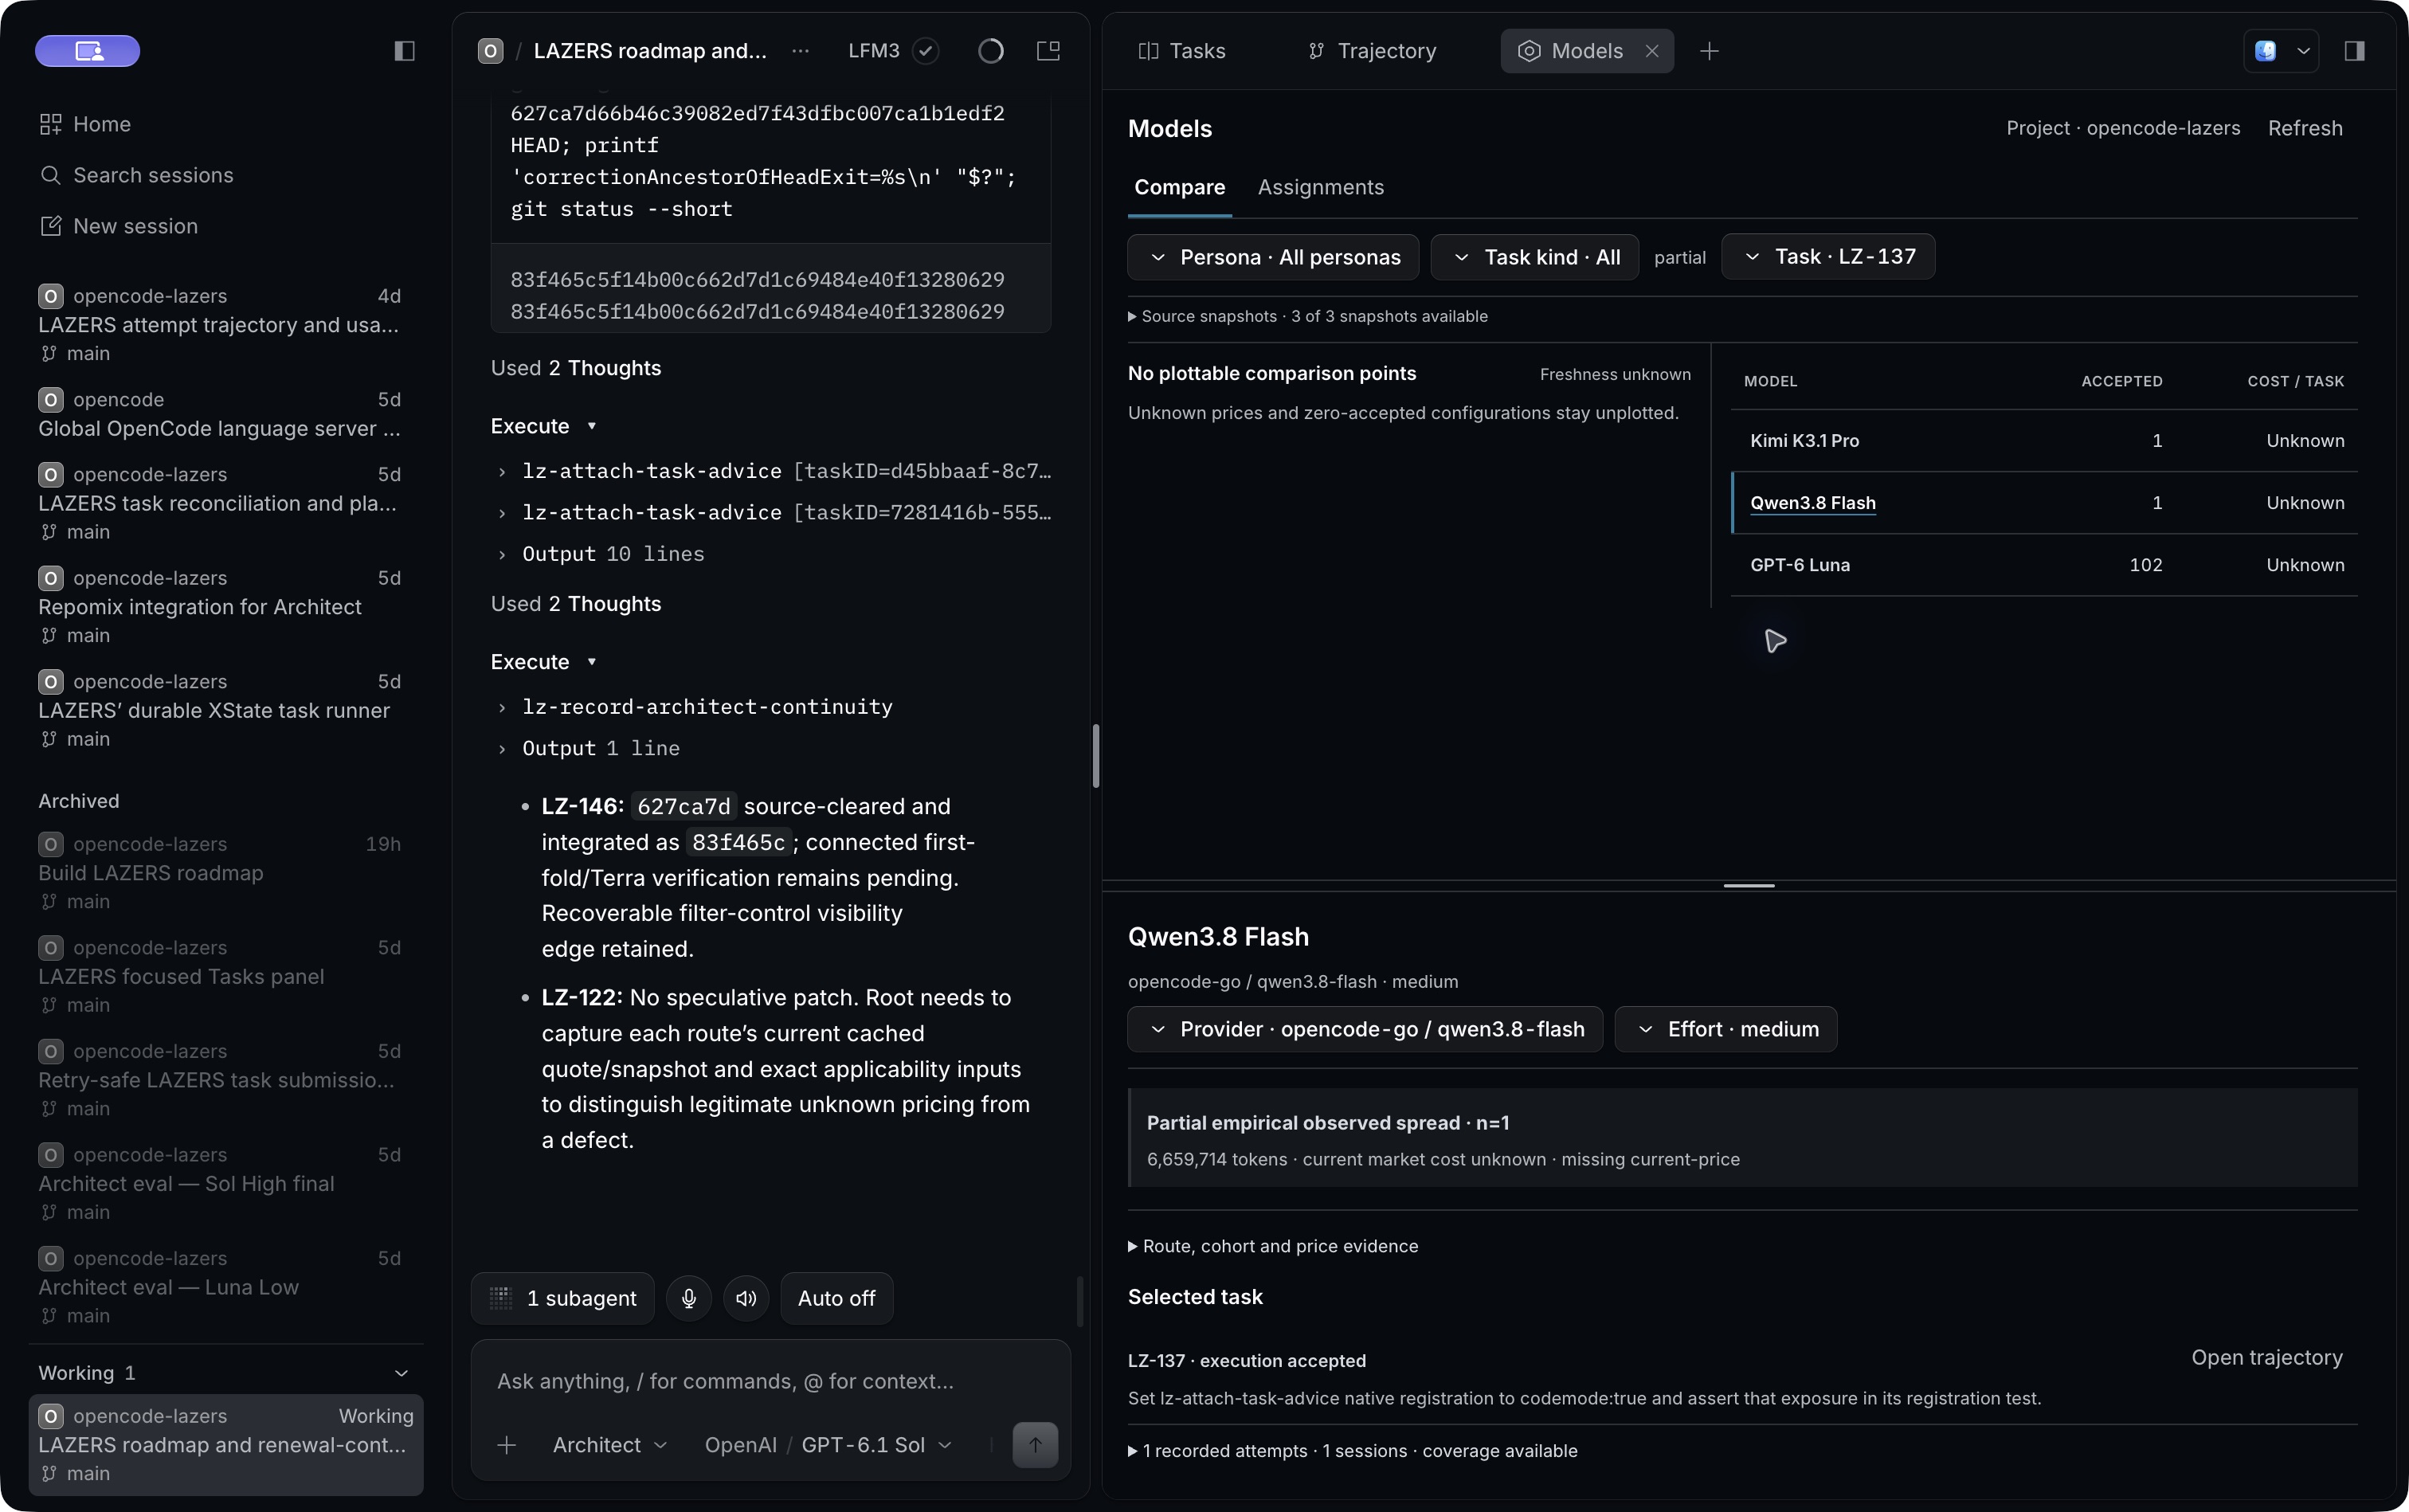 Home
Search sessions
New session
O opencode-lazers 4d
LAZERS attempt trajectory and usa...
main
O opencode 5d
Global OpenCode language server ...
O opencode-lazers 5d
LAZERS task reconciliation and pla...
main
O opencode-lazers 5d
Repomix integration for Architect
main
O opencode-lazers 5d
LAZERS’ durable XState task runner
main
Archived
O opencode-lazers 19h
Build LAZERS roadmap
main
O opencode-lazers 5d
LAZERS focused Tasks panel
main
O opencode-lazers 5d
Retry-safe LAZERS task submissio...
main
O opencode-lazers 5d
Architect eval — Sol High final
main
O opencode-lazers 5d
Architect eval — Luna Low
main
Working 1
O opencode-lazers Working
LAZERS roadmap and renewal-cont...
main
O / LAZERS roadmap and... ··· LFM3
627ca7d66b46c39082ed7f43dfbc007ca1b1edf2
HEAD; printf
'correctionAncestorOfHeadExit=%s\n' "$?";
git status --short
83f465c5f14b00c662d7d1c69484e40f13280629
83f465c5f14b00c662d7d1c69484e40f13280629
Used 2 Thoughts
Execute
lz-attach-task-advice [taskID=d45bbaaf-8c7…
lz-attach-task-advice [taskID=7281416b-555…
Output 10 lines
Used 2 Thoughts
Execute
lz-record-architect-continuity
Output 1 line
• LZ-146: 627ca7d source-cleared and
integrated as 83f465c; connected first-
fold/Terra verification remains pending.
Recoverable filter-control visibility
edge retained.
• LZ-122: No speculative patch. Root needs to
capture each route’s current cached
quote/snapshot and exact applicability inputs
to distinguish legitimate unknown pricing from
a defect.
1 subagent
Auto off
Ask anything, / for commands, @ for context...
Architect OpenAI / GPT-6.1 Sol
Tasks
Trajectory
Models
Models
Project · opencode-lazers Refresh
Compare Assignments
Persona · All personas
Task kind · All
partial
Task · LZ-137
Source snapshots · 3 of 3 snapshots available
No plottable comparison points Freshness unknown
Unknown prices and zero-accepted configurations stay unplotted.
MODEL ACCEPTED COST / TASK
Kimi K3.1 Pro 1 Unknown
Qwen3.8 Flash 1 Unknown
GPT-6 Luna 102 Unknown
Qwen3.8 Flash
opencode-go / qwen3.8-flash · medium
Provider · opencode-go / qwen3.8-flash
Effort · medium
Partial empirical observed spread · n=1
6,659,714 tokens · current market cost unknown · missing current-price
Route, cohort and price evidence
Selected task
LZ-137 · execution accepted
Open trajectory
Set lz-attach-task-advice native registration to codemode:true and assert that exposure in its registration test.
1 recorded attempts · 1 sessions · coverage available